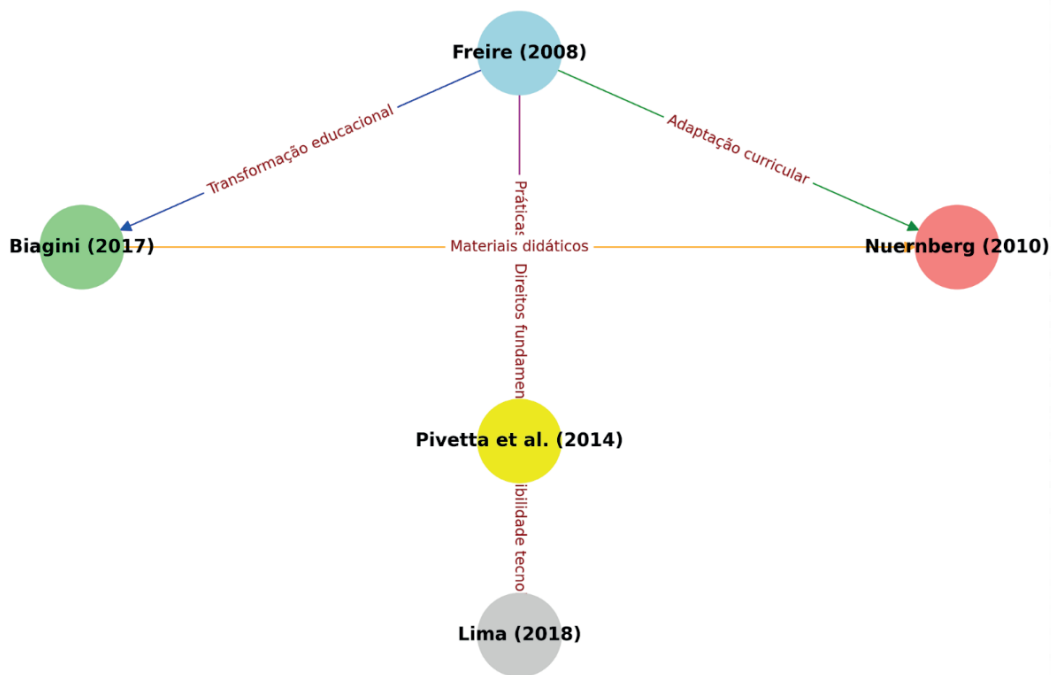 Freire (2008)
Transformação educacional
Adaptação curricular
Práticas
Biagini (2017)
Materiais didáticos
Nuernberg (2010)
Direitos fundamen
Pivetta et al. (2014)
ibilidade tecno
Lima (2018)